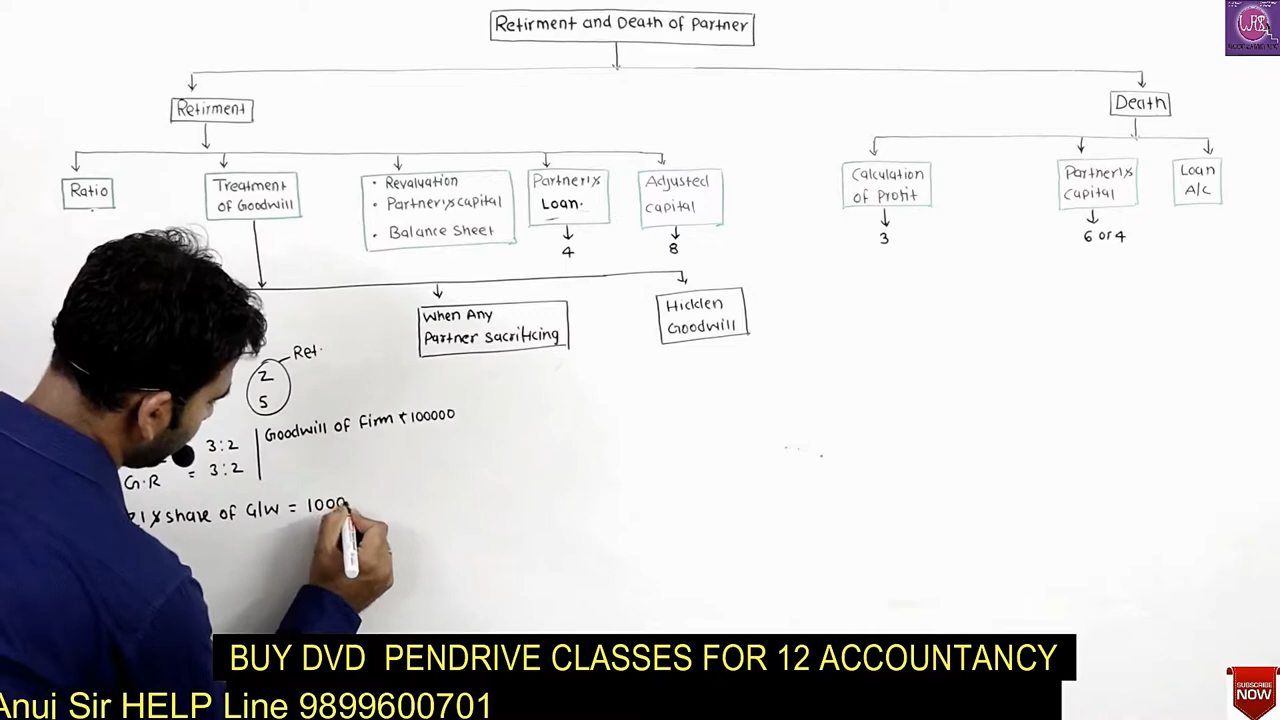 Retirment and Death of Partner
Retirment
Death
Ratio
Treatment
of Goodwill
• Revaluation
• Partner's capital
• Balance Sheet
Partner's
Loan.
Adjusted
capital
Calculation
of Profit
Partner's
capital
Loan
A/c
4
8
3
6 or 4
When Any
Partner sacrificing
Hidden
Goodwill
Ret.
2
5
3:2
Goodwill of Firm ₹100000
G.R = 3:2
share of G/W = 1000
BUY DVD PENDRIVE CLASSES FOR 12 ACCOUNTANCY
Anuj Sir HELP Line 9899600701
SUBSCRIBE
NOW